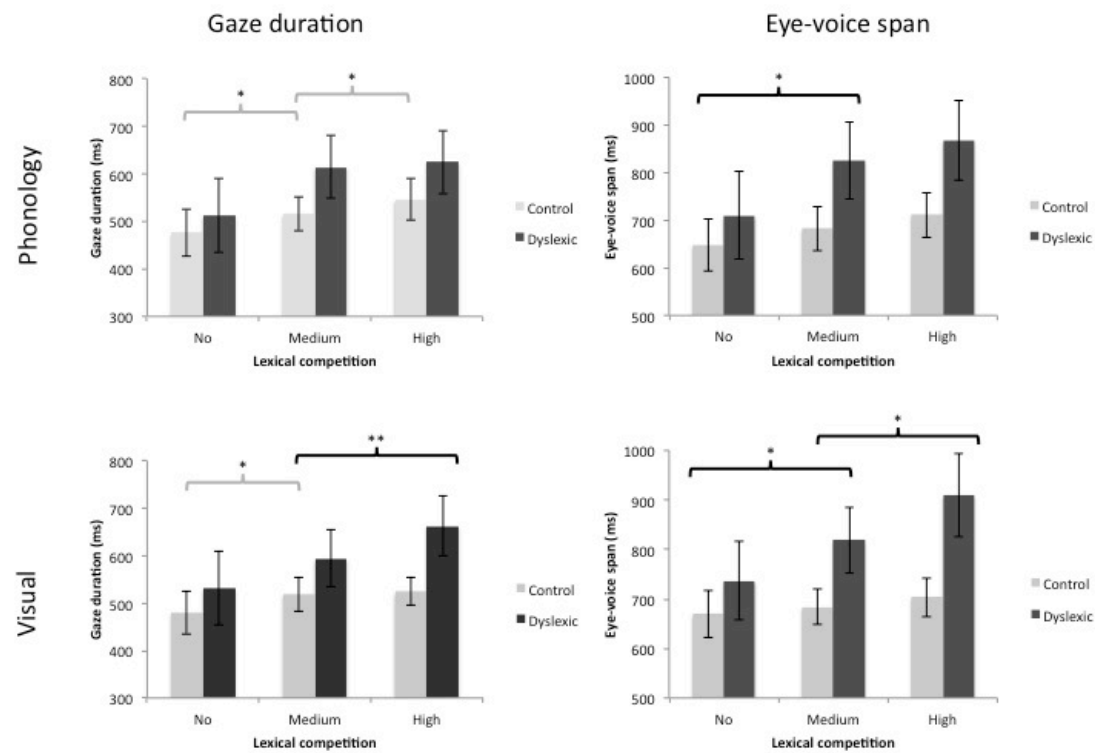 Gaze duration
Eye-voice span
Phonology
Gaze duration (ms)
800
700
600
500
400
300
*
*
No
Medium
High
Lexical competition
Control
Dyslexic
Eye-voice span (ms)
1000
900
800
700
600
500
*
No
Medium
High
Lexical competition
Control
Dyslexic
Visual
Gaze duration (ms)
800
700
600
500
400
300
*
**
No
Medium
High
Lexical competition
Control
Dyslexic
Eye-voice span (ms)
1000
900
800
700
600
500
*
*
No
Medium
High
Lexical competition
Control
Dyslexic